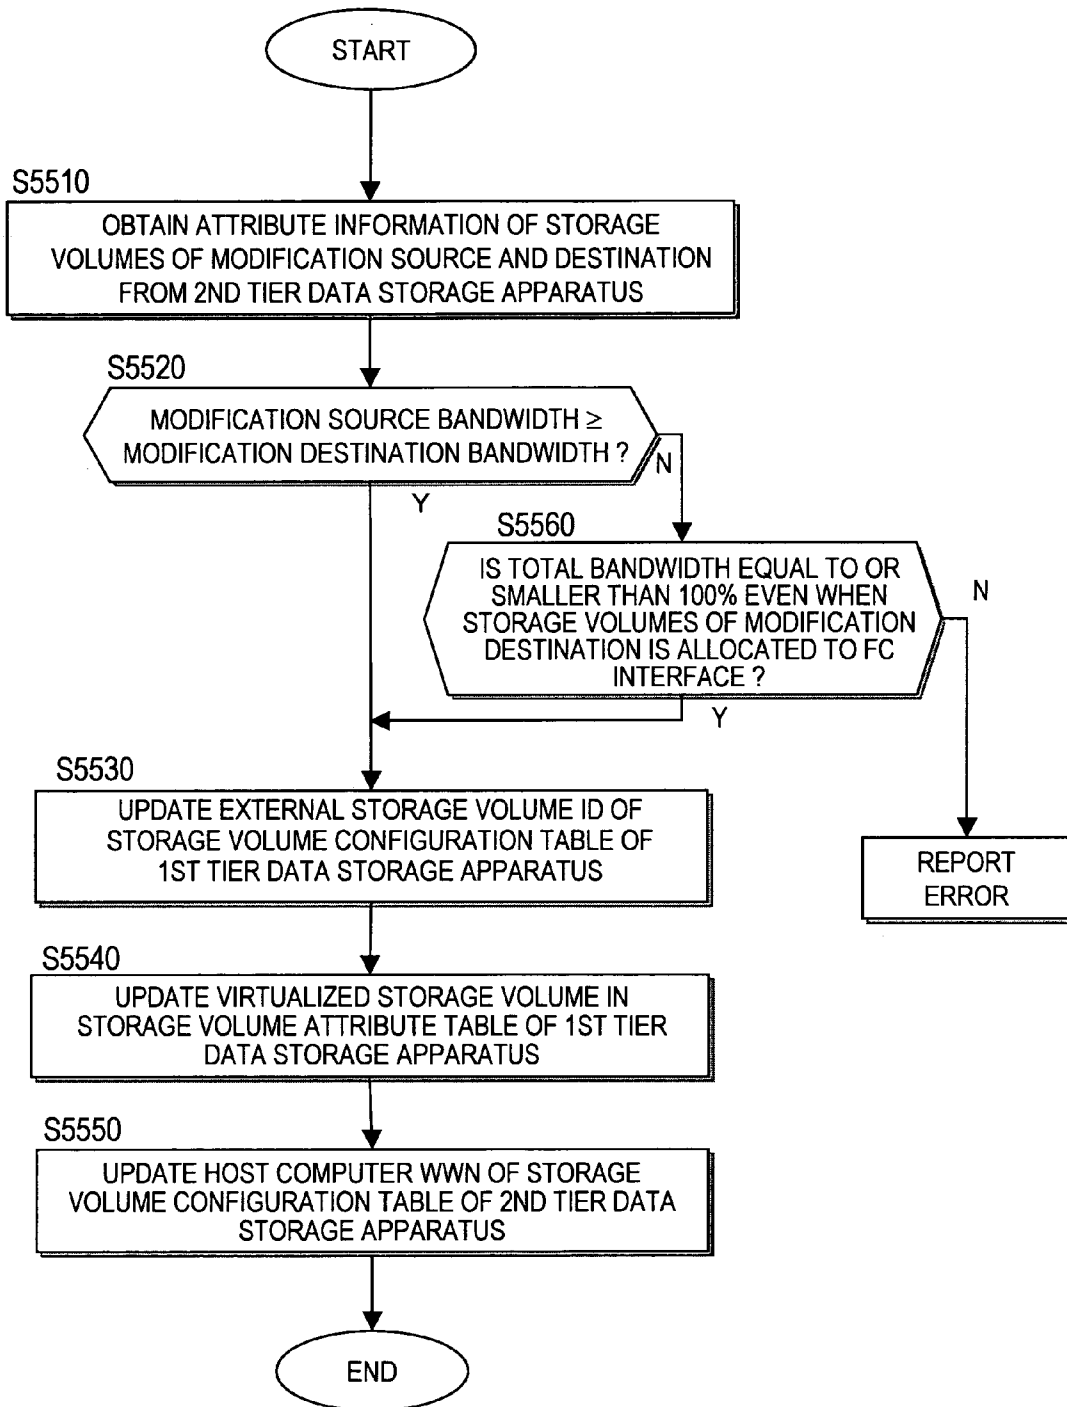 START
S5510
OBTAIN ATTRIBUTE INFORMATION OF STORAGE
VOLUMES OF MODIFICATION SOURCE AND DESTINATION
FROM 2ND TIER DATA STORAGE APPARATUS
S5520
MODIFICATION SOURCE BANDWIDTH ≥
MODIFICATION DESTINATION BANDWIDTH ?
N
Y
S5560
IS TOTAL BANDWIDTH EQUAL TO OR
SMALLER THAN 100% EVEN WHEN
STORAGE VOLUMES OF MODIFICATION
DESTINATION IS ALLOCATED TO FC
INTERFACE ?
N
Y
S5530
UPDATE EXTERNAL STORAGE VOLUME ID OF
STORAGE VOLUME CONFIGURATION TABLE OF
1ST TIER DATA STORAGE APPARATUS
REPORT
ERROR
S5540
UPDATE VIRTUALIZED STORAGE VOLUME IN
STORAGE VOLUME ATTRIBUTE TABLE OF 1ST TIER
DATA STORAGE APPARATUS
S5550
UPDATE HOST COMPUTER WWN OF STORAGE
VOLUME CONFIGURATION TABLE OF 2ND TIER DATA
STORAGE APPARATUS
END